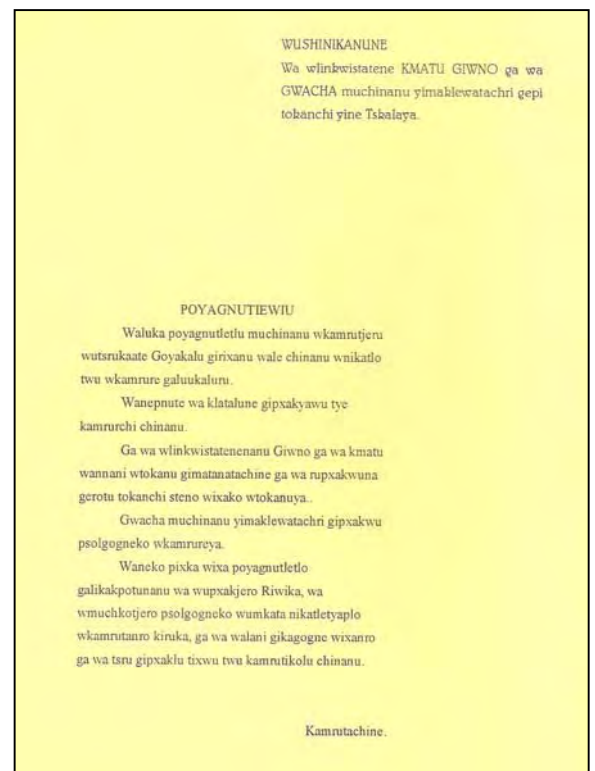 WUSHINIKANUNE
Wa wlinkwistatene KMATU GIWNO ga wa
GWACHA muchinanu yimaklewatachri gepi
tokanchi yine Tskalaya.
POYAGNUTIEWIU
Waluka poyagnutletlu muchinanu wkamrutjeru
wutsrukaate Goyakalu girixanu wale chinanu wnikatlo
twu wkamrure galuukaluru.
Wanepnute wa klatalune gipxakyawu tye
kamrurchi chinanu.
Ga wa wlinkwistatenenanu Giwno ga wa kmatu
wannani wtokanu gimatanatachine ga wa rupxakwuna
gerotu tokanchi steno wixako wtokanuya..
Gwacha muchinanu yimaklewatachri gipxakwu
psolgogneko wkamrureya.
Waneko pixka wixa poyagnutletlo
galikakpotunanu wa wupxakjero Riwika, wa
wmuchkotjero psolgogneko wumkata nikatletyaplo
wkamrutanro kiruka, ga wa walani gikagogne wixanro
ga wa tsru gipxaklu tixwu twu kamrutikolu chinanu.
Kamrutachine.